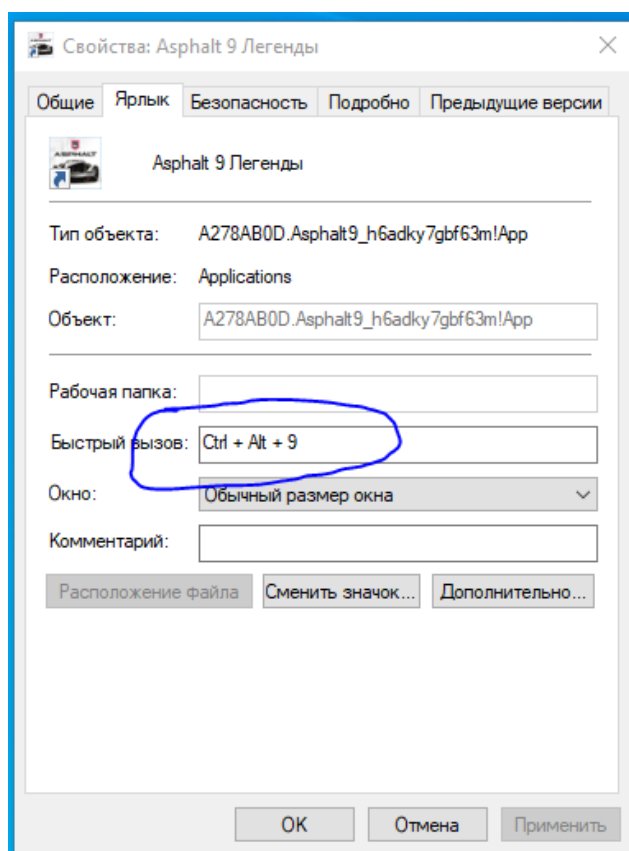 Свойства: Asphalt 9 Легенды
Общие Ярлык Безопасность Подробно Предыдущие версии
ASPHALT
Asphalt 9 Легенды
Тип объекта: A278AB0D.Asphalt9_h6adky7gbf63m!App
Расположение: Applications
Объект: A278AB0D.Asphalt9_h6adky7gbf63m!App
Рабочая папка:
Быстрый вызов: Ctrl + Alt + 9
Окно: Обычный размер окна
Комментарий:
Расположение файла Сменить значок... Дополнительно...
OK Отмена Применить